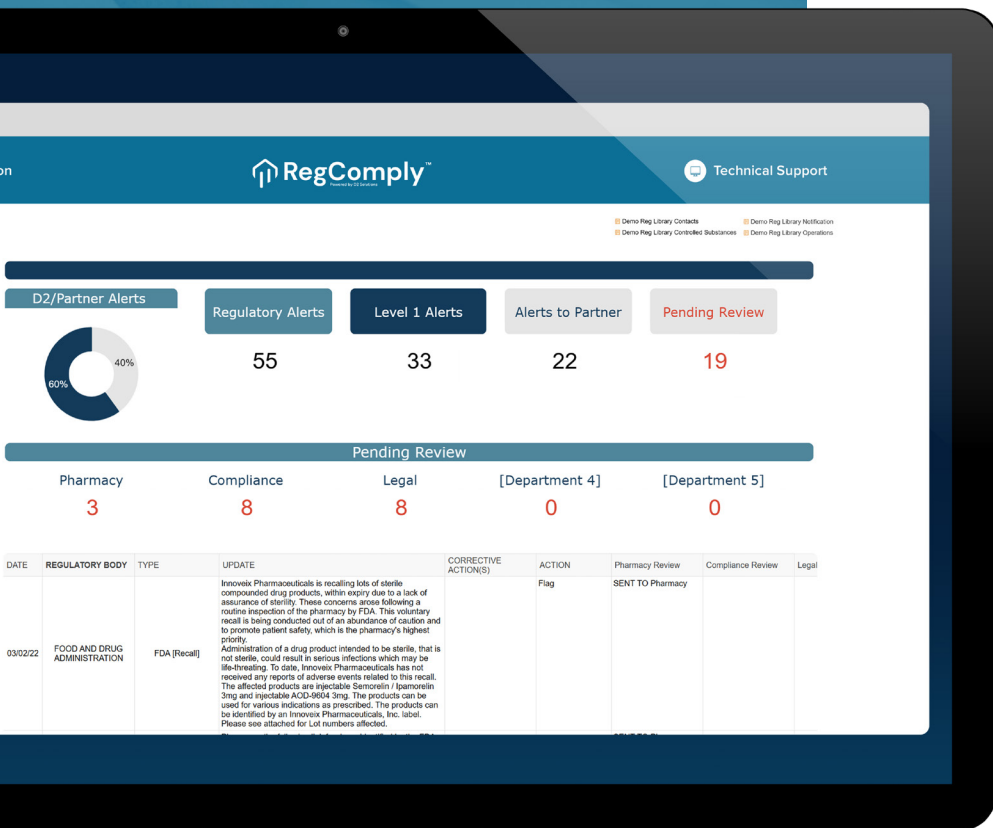 on
RegComply™
Powered by D2 Solutions
Technical Support
Demo Reg Library Contacts
Demo Reg Library Notification
Demo Reg Library Controlled Substances
Demo Reg Library Operations
D2/Partner Alerts
40%
60%
Regulatory Alerts
Level 1 Alerts
Alerts to Partner
Pending Review
55
33
22
19
Pending Review
Pharmacy
Compliance
Legal
[Department 4]
[Department 5]
3
8
8
0
0
DATE
REGULATORY BODY
TYPE
UPDATE
CORRECTIVE
ACTION(S)
ACTION
Pharmacy Review
Compliance Review
Legal
03/02/22
FOOD AND DRUG
ADMINISTRATION
FDA [Recall]
Innoveix Pharmaceuticals is recalling lots of sterile
compounded drug products, within expiry due to a lack of
assurance of sterility. These concerns arose following a
routine inspection of the pharmacy by FDA. This voluntary
recall is being conducted out of an abundance of caution and
to promote patient safety, which is the pharmacy's highest
priority.
Administration of a drug product intended to be sterile, that is
not sterile, could result in serious infections which may be
life-threating. To date, Innoveix Pharmaceuticals has not
received any reports of adverse events related to this recall.
The affected products are injectable Semorelin / Ipamorelin
3mg and injectable AOD-9604 3mg. The products can be
used for various indications as prescribed. The products can
be identified by an Innoveix Pharmaceuticals, Inc. label.
Please see attached for Lot numbers affected.
Flag
SENT TO Pharmacy